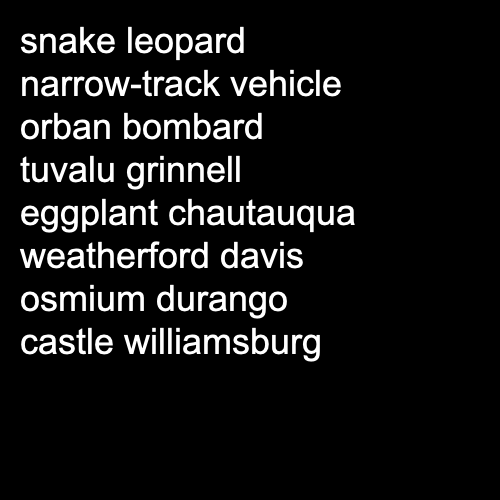 snake leopard
narrow-track vehicle
orban bombard
tuvalu grinnell
eggplant chautauqua
weatherford davis
osmium durango
castle williamsburg